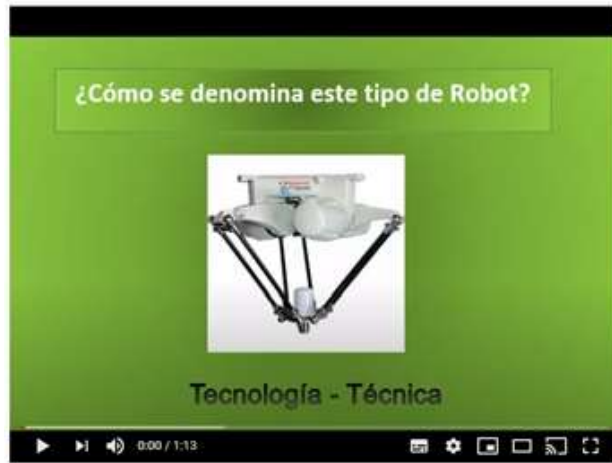 ¿Cómo se denomina este tipo de Robot?
Tecnología - Técnica
0:00 / 1:13